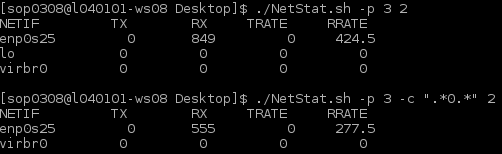 [sop0308@l040101-ws08 Desktop]$ ./NetStat.sh -p 3 2
NETIF TX RX TRATE RRATE
enp0s25 0 849 0 424.5
lo 0 0 0 0
virbr0 0 0 0 0
[sop0308@l040101-ws08 Desktop]$ ./NetStat.sh -p 3 -c ".*0.*" 2
NETIF TX RX TRATE RRATE
enp0s25 0 555 0 277.5
virbr0 0 0 0 0